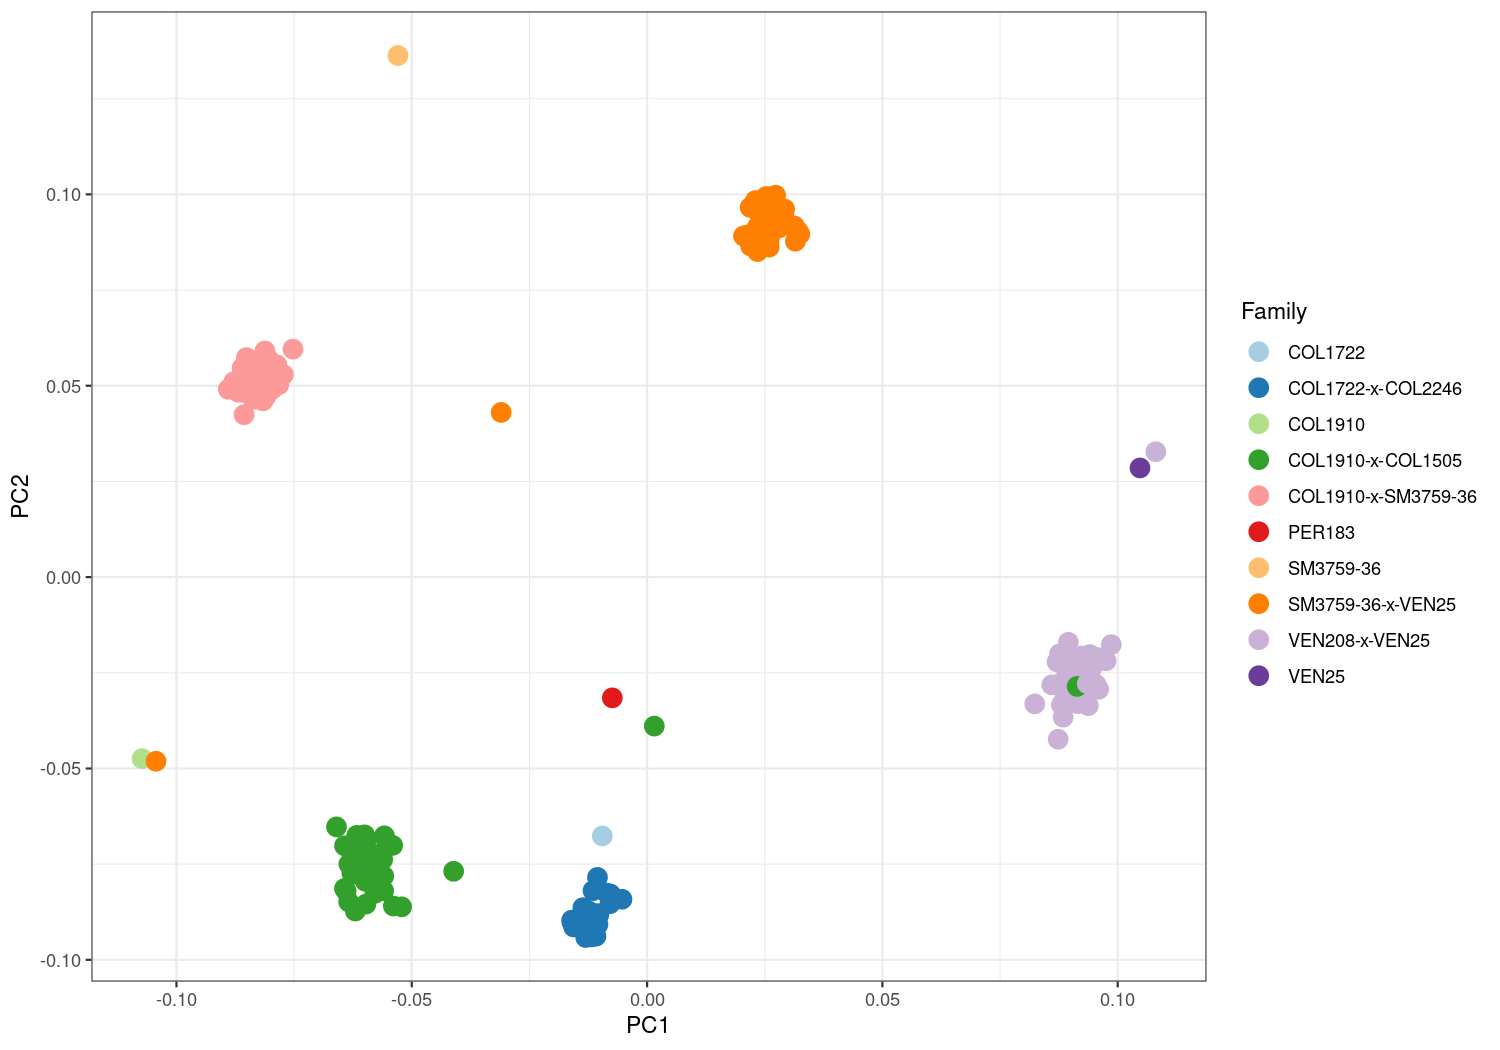 PC2
0.10
0.05
0.00
-0.05
-0.10
-0.10
-0.05
0.00
0.05
0.10
PC1
Family
COL1722
COL1722-x-COL2246
COL1910
COL1910-x-COL1505
COL1910-x-SM3759-36
PER183
SM3759-36
SM3759-36-x-VEN25
VEN208-x-VEN25
VEN25